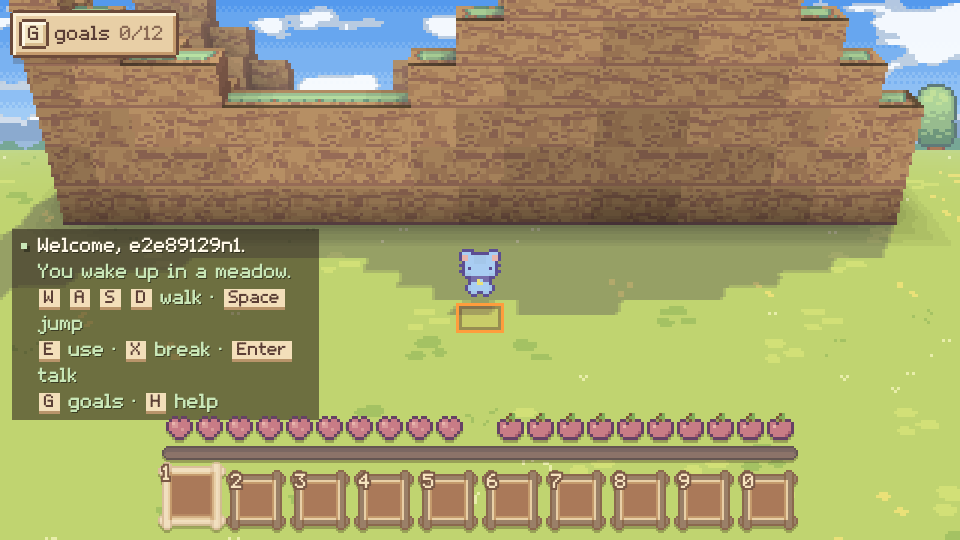 G goals 0/12
Welcome, e2e89129n1.
You wake up in a meadow.
W A S D walk · Space
jump
E use · X break · Enter
talk
G goals · H help
1 2 3 4 5 6 7 8 9 0